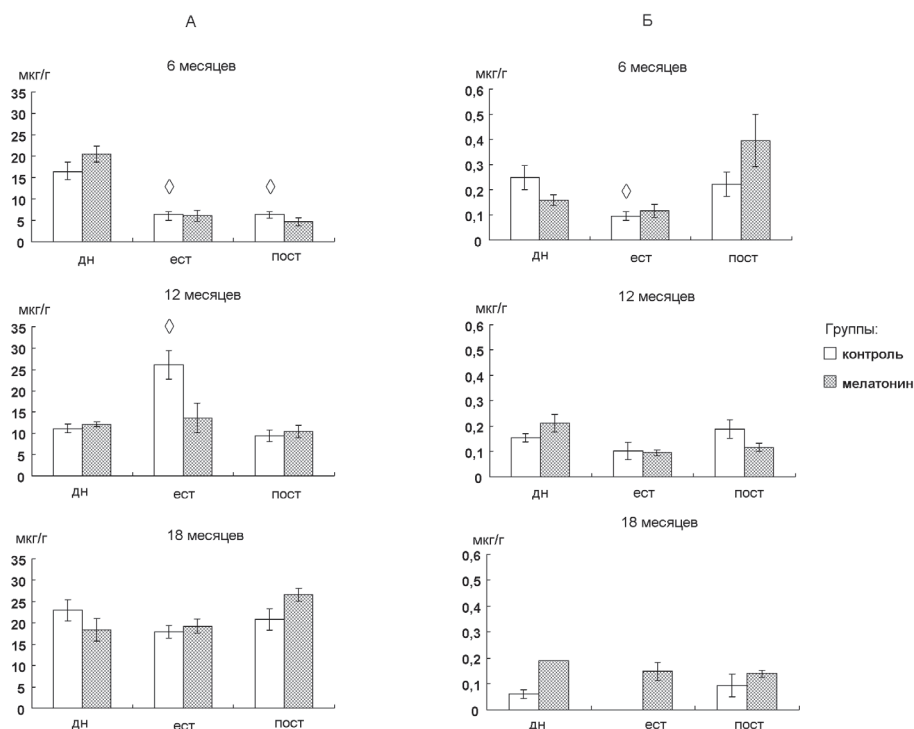 А
6 месяцев
мкг/г
35
30
25
20
15
10
5
0
дн ест пост
12 месяцев
мкг/г
35
30
25
20
15
10
5
0
дн ест пост
18 месяцев
мкг/г
35
30
25
20
15
10
5
0
дн ест пост
Б
6 месяцев
мкг/г
0,6
0,5
0,4
0,3
0,2
0,1
0
дн ест пост
12 месяцев
мкг/г
0,6
0,5
0,4
0,3
0,2
0,1
0
дн ест пост
18 месяцев
мкг/г
0,6
0,5
0,4
0,3
0,2
0,1
0
дн ест пост
Группы:
контроль
мелатонин